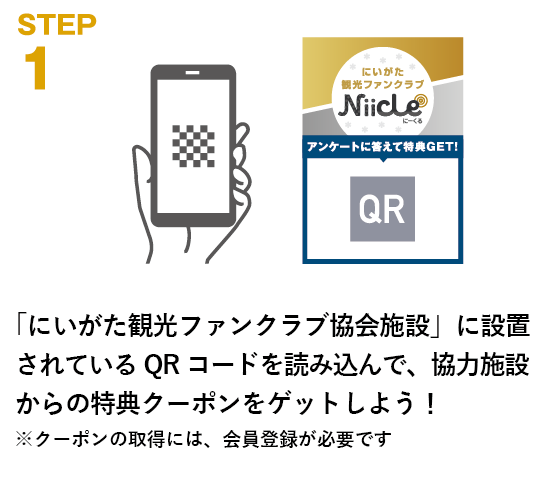 STEP
1
にいがた
観光ファンクラブ
Niicle
にーくる
アンケートに答えて特典GET!
QR
「にいがた観光ファンクラブ協会施設」に設置
されているQRコードを読み込んで、協力施設
からの特典クーポンをゲットしよう！
※クーポンの取得には、会員登録が必要です